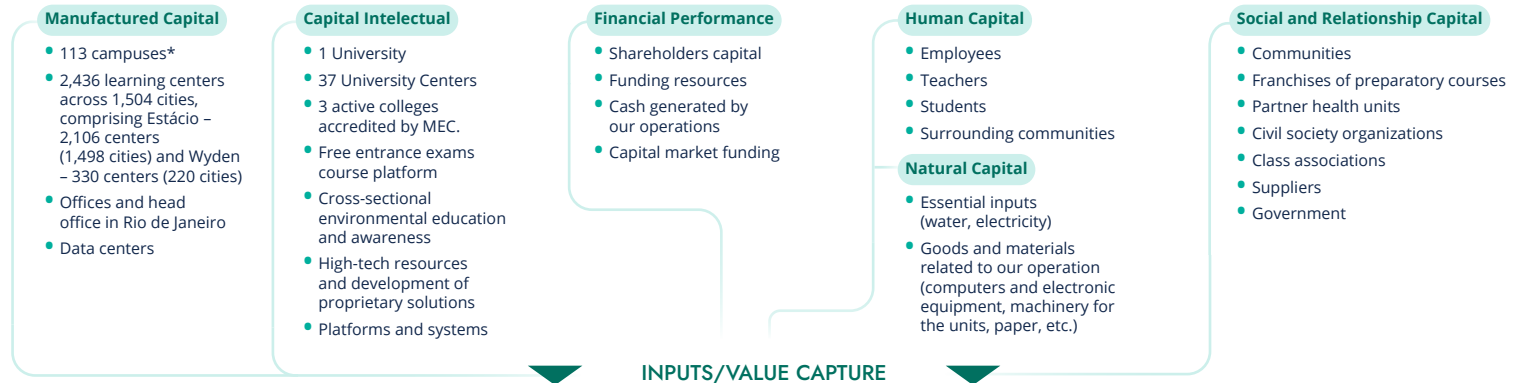 Manufactured Capital
113 campuses*
2,436 learning centers
across 1,504 cities,
comprising Estácio –
2,106 centers
(1,498 cities) and Wyden
– 330 centers (220 cities)
Offices and head
office in Rio de Janeiro
Data centers
Capital Intelectual
1 University
37 University Centers
3 active colleges
accredited by MEC.
Free entrance exams
course platform
Cross-sectional
environmental education
and awareness
High-tech resources
and development of
proprietary solutions
Platforms and systems
Financial Performance
Shareholders capital
Funding resources
Cash generated by
our operations
Capital market funding
Human Capital
Employees
Teachers
Students
Surrounding communities
Natural Capital
Essential inputs
(water, electricity)
Goods and materials
related to our operation
(computers and electronic
equipment, machinery for
the units, paper, etc.)
Social and Relationship Capital
Communities
Franchises of preparatory courses
Partner health units
Civil society organizations
Class associations
Suppliers
Government
INPUTS/VALUE CAPTURE